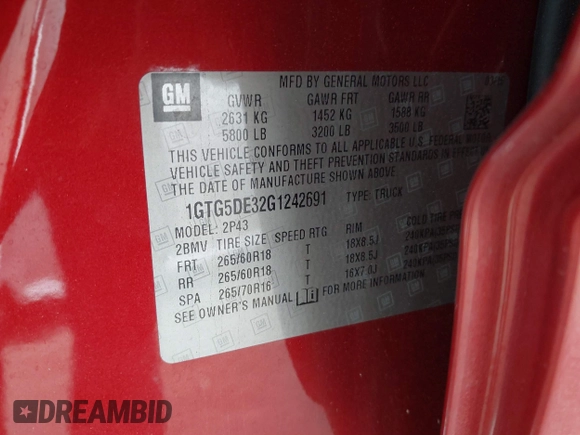 GM
MFD BY GENERAL MOTORS LLC
GVWR GAWR FRT GAWR RR
2631 KG 1452 KG 1588 KG
5800 LB 3200 LB 3500 LB
THIS VEHICLE CONFORMS TO ALL APPLICABLE U.S. FEDERAL MOTOR
VEHICLE SAFETY AND THEFT PREVENTION STANDARDS IN EFFECT
THE DATE OF MANUFACTURE SHOWN ABOVE.
1GTG5DE32G1242691 TYPE: TRUCK
MODEL: 2P43
2BMV TIRE SIZE SPEED RTG RIM COLD TIRE
FRT 265/60R18 T 18X8.5J
RR 265/60R18 T 18X8.5J
SPA 265/70R16 T 16X7.0J
SEE OWNER'S MANUAL FOR MORE INFORMATION
DREAMBID